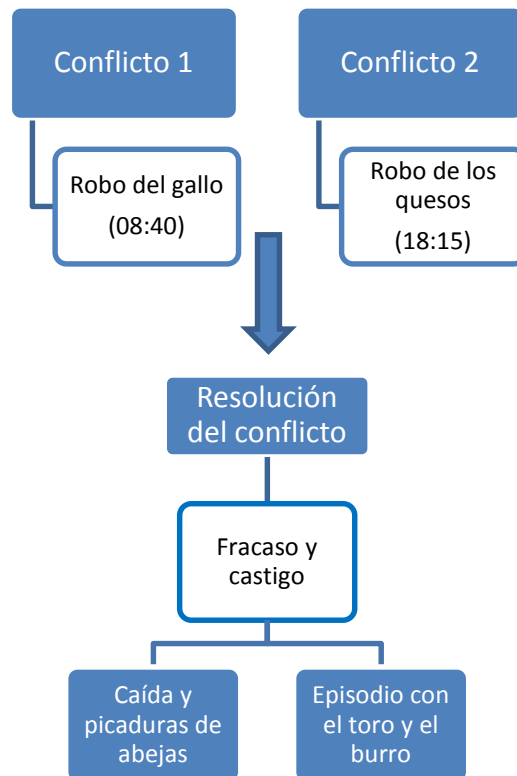 Conflicto 1
Conflicto 2
Robo del gallo
(08:40)
Robo de los
quesos
(18:15)
Resolución
del conflicto
Fracaso y
castigo
Caída y
picaduras de
abejas
Episodio con
el toro y el
burro